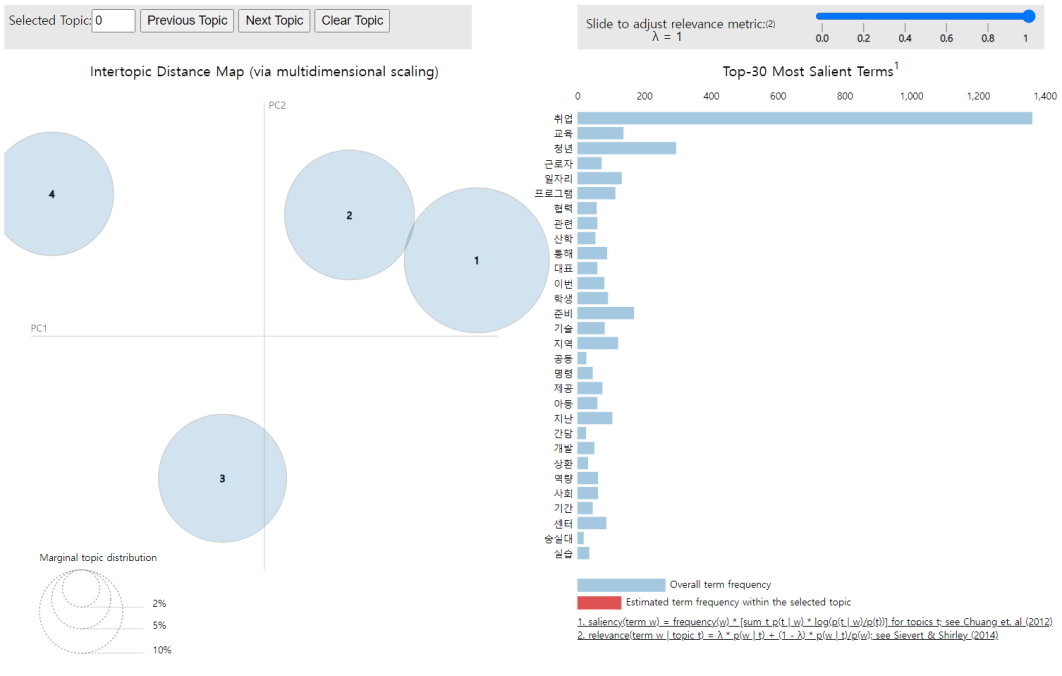 Selected Topic: 0 Previous Topic Next Topic Clear Topic
Slide to adjust relevance metric:(2)
λ = 1
0.0 0.2 0.4 0.6 0.8 1
Intertopic Distance Map (via multidimensional scaling)
PC2
PC1
4
2
1
3
Marginal topic distribution
2%
5%
10%
Top-30 Most Salient Terms1
0 200 400 600 800 1,000 1,200 1,400
취업
교육
청년
근로자
일자리
프로그램
협력
관련
산학
통해
대표
이번
학생
준비
기술
지역
공동
명령
제공
아동
지난
간담
개발
상환
역량
사회
기간
센터
숭실대
실습
Overall term frequency
Estimated term frequency within the selected topic
1. saliency(term w) = frequency(w) * [sum_t p(t | w) * log(p(t | w)/p(t))] for topics t; see Chuang et. al (2012)
2. relevance(term w | topic t) = λ * p(w | t) + (1 - λ) * p(w | t)/p(w); see Sievert & Shirley (2014)